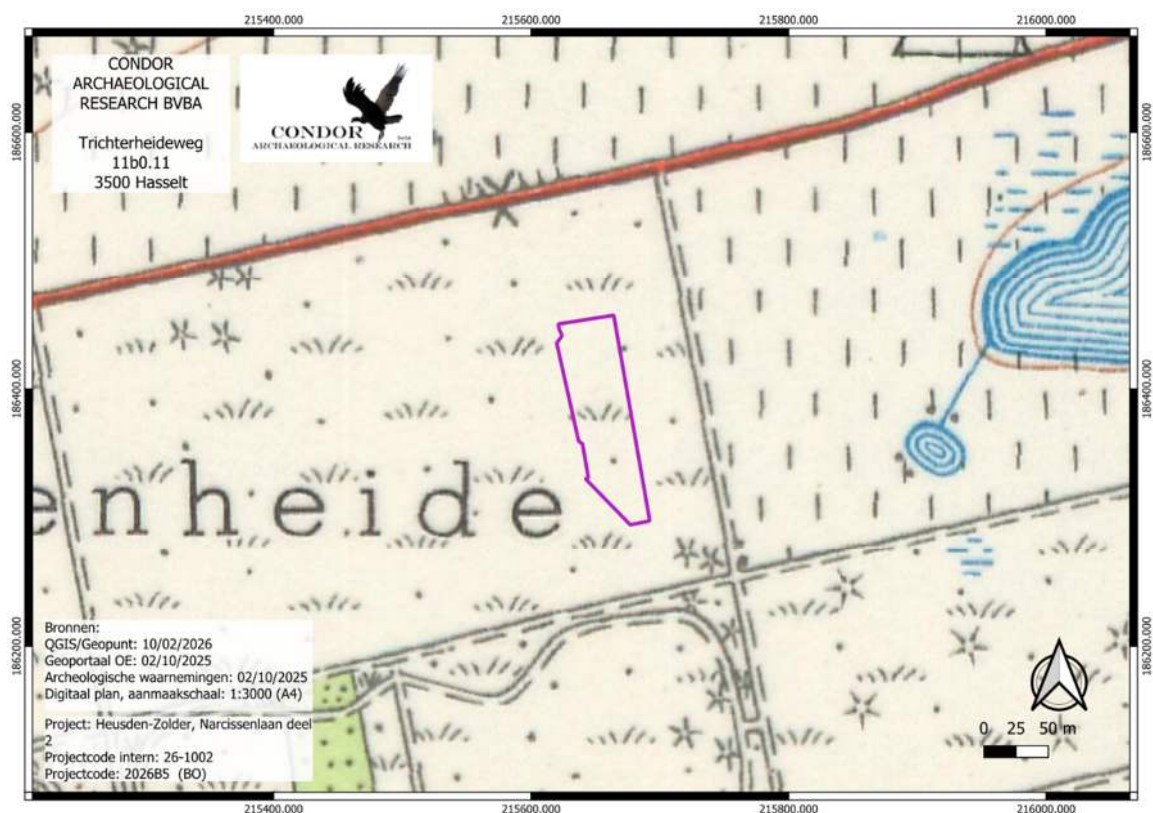 215400.000
215600.000
215800.000
216000.000
CONDOR
ARCHAEOLOGICAL
RESEARCH BVBA
Trichterheideweg
11b0.11
3500 Hasselt
CONDOR
bvba
ARCHAEOLOGICAL RESEARCH
186600.000
186600.000
186400.000
186400.000
enheide
186200.000
186200.000
Bronnen:
QGIS/Geopunt: 10/02/2026
Geoportaal OE: 02/10/2025
Archeologische waarnemingen: 02/10/2025
Digitaal plan, aanmaakschaal: 1:3000 (A4)
Project: Heusden-Zolder, Narcissenlaan deel
2
Projectcode intern: 26-1002
Projectcode: 2026B5 (BO)
0 25 50 m
215400.000
215600.000
215800.000
216000.000